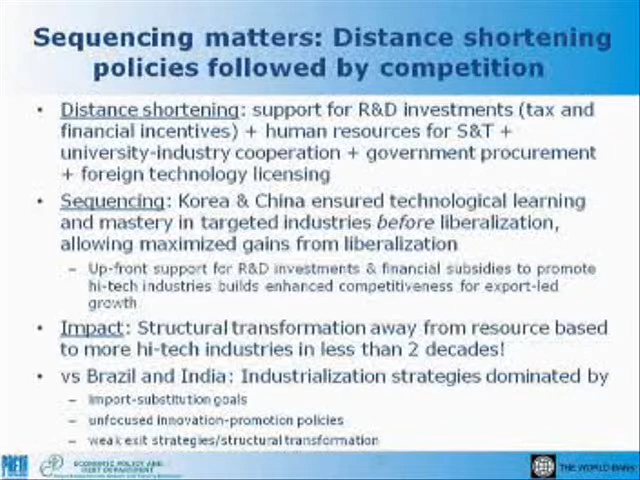 Sequencing matters: Distance shortening
policies followed by competition
• Distance shortening: support for R&D investments (tax and
financial incentives) + human resources for S&T +
university-industry cooperation + government procurement
+ foreign technology licensing
• Sequencing: Korea & China ensured technological learning
and mastery in targeted industries before liberalization,
allowing maximized gains from liberalization
– Up-front support for R&D investments & financial subsidies to promote
hi-tech industries builds enhanced competitiveness for export-led
growth
• Impact: Structural transformation away from resource based
to more hi-tech industries in less than 2 decades!
• vs Brazil and India: Industrialization strategies dominated by
– import-substitution goals
– unfocused innovation-promotion policies
– weak exit strategies/structural transformation
PREM
ECONOMIC POLICY AND
DEBT DEPARTMENT
THE WORLD BANK